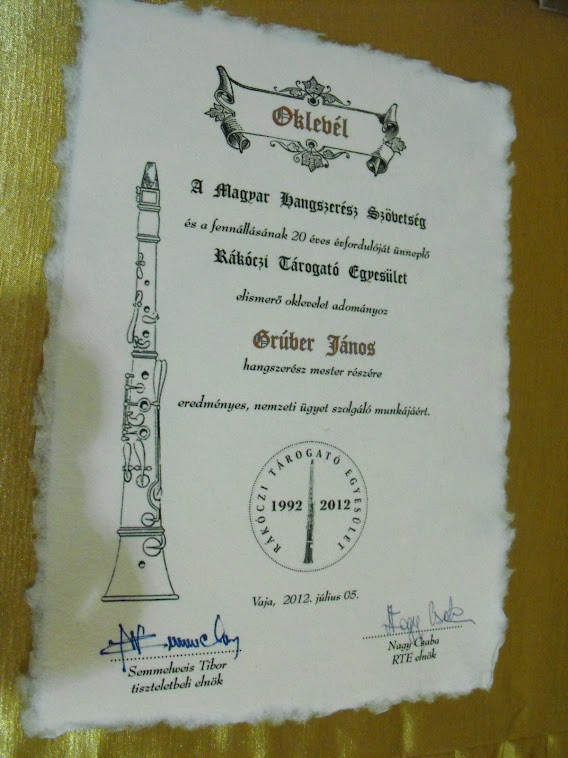 Oklevél
A Magyar Hangszerész Szövetség
és a fennállásának 20 éves évfordulóját ünneplő
Rákóczi Tárogató Egyesület
elismerő oklevelet adományoz
Grúber János
hangszerész mester részére
eredményes, nemzeti ügyet szolgáló munkájáért.
RÁKÓCZI TÁROGATÓ EGYESÜLET
1992 2012
Vaja, 2012. július 05.
Semmelweis Tibor
tiszteletbeli elnök
Nagy Csaba
Nagy Csaba
RTE elnök